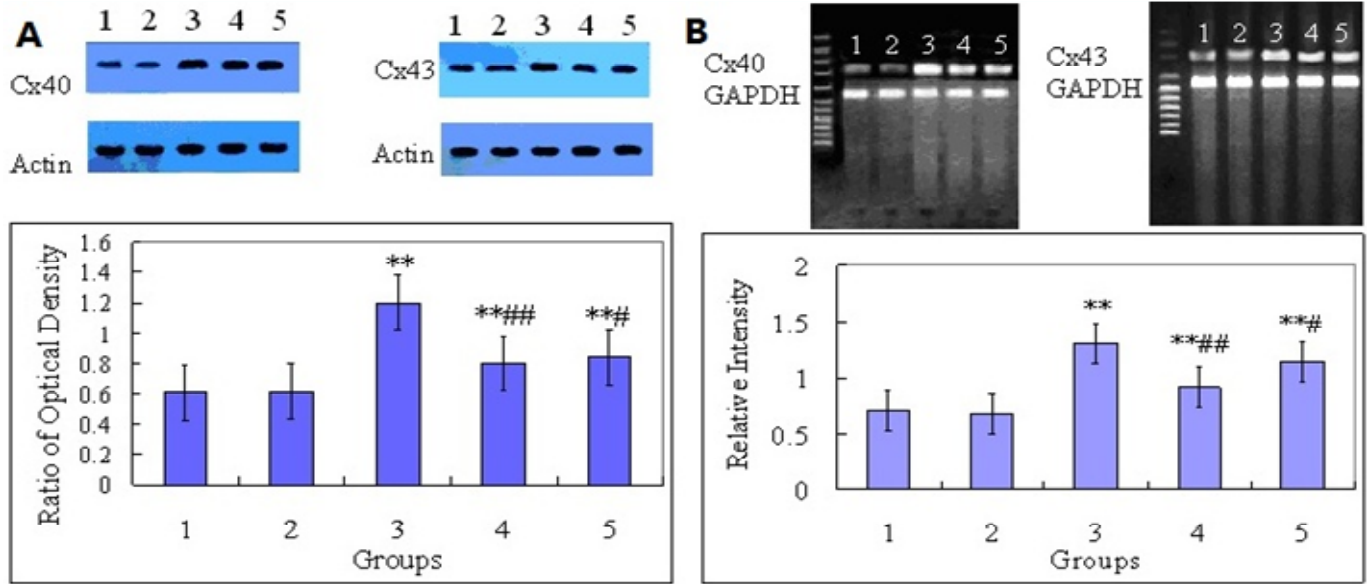 A
1 2 3 4 5
Cx40
Actin
1 2 3 4 5
Cx43
Actin
Ratio of Optical Density
1.6
1.4
1.2
1.0
0.8
0.6
0.4
0.2
0
**
**##
**#
1 2 3 4 5
Groups
B
1 2 3 4 5
Cx40
GAPDH
1 2 3 4 5
Cx43
GAPDH
Relative Intensity
2
1.5
1
0.5
0
**
**##
**#
1 2 3 4 5
Groups